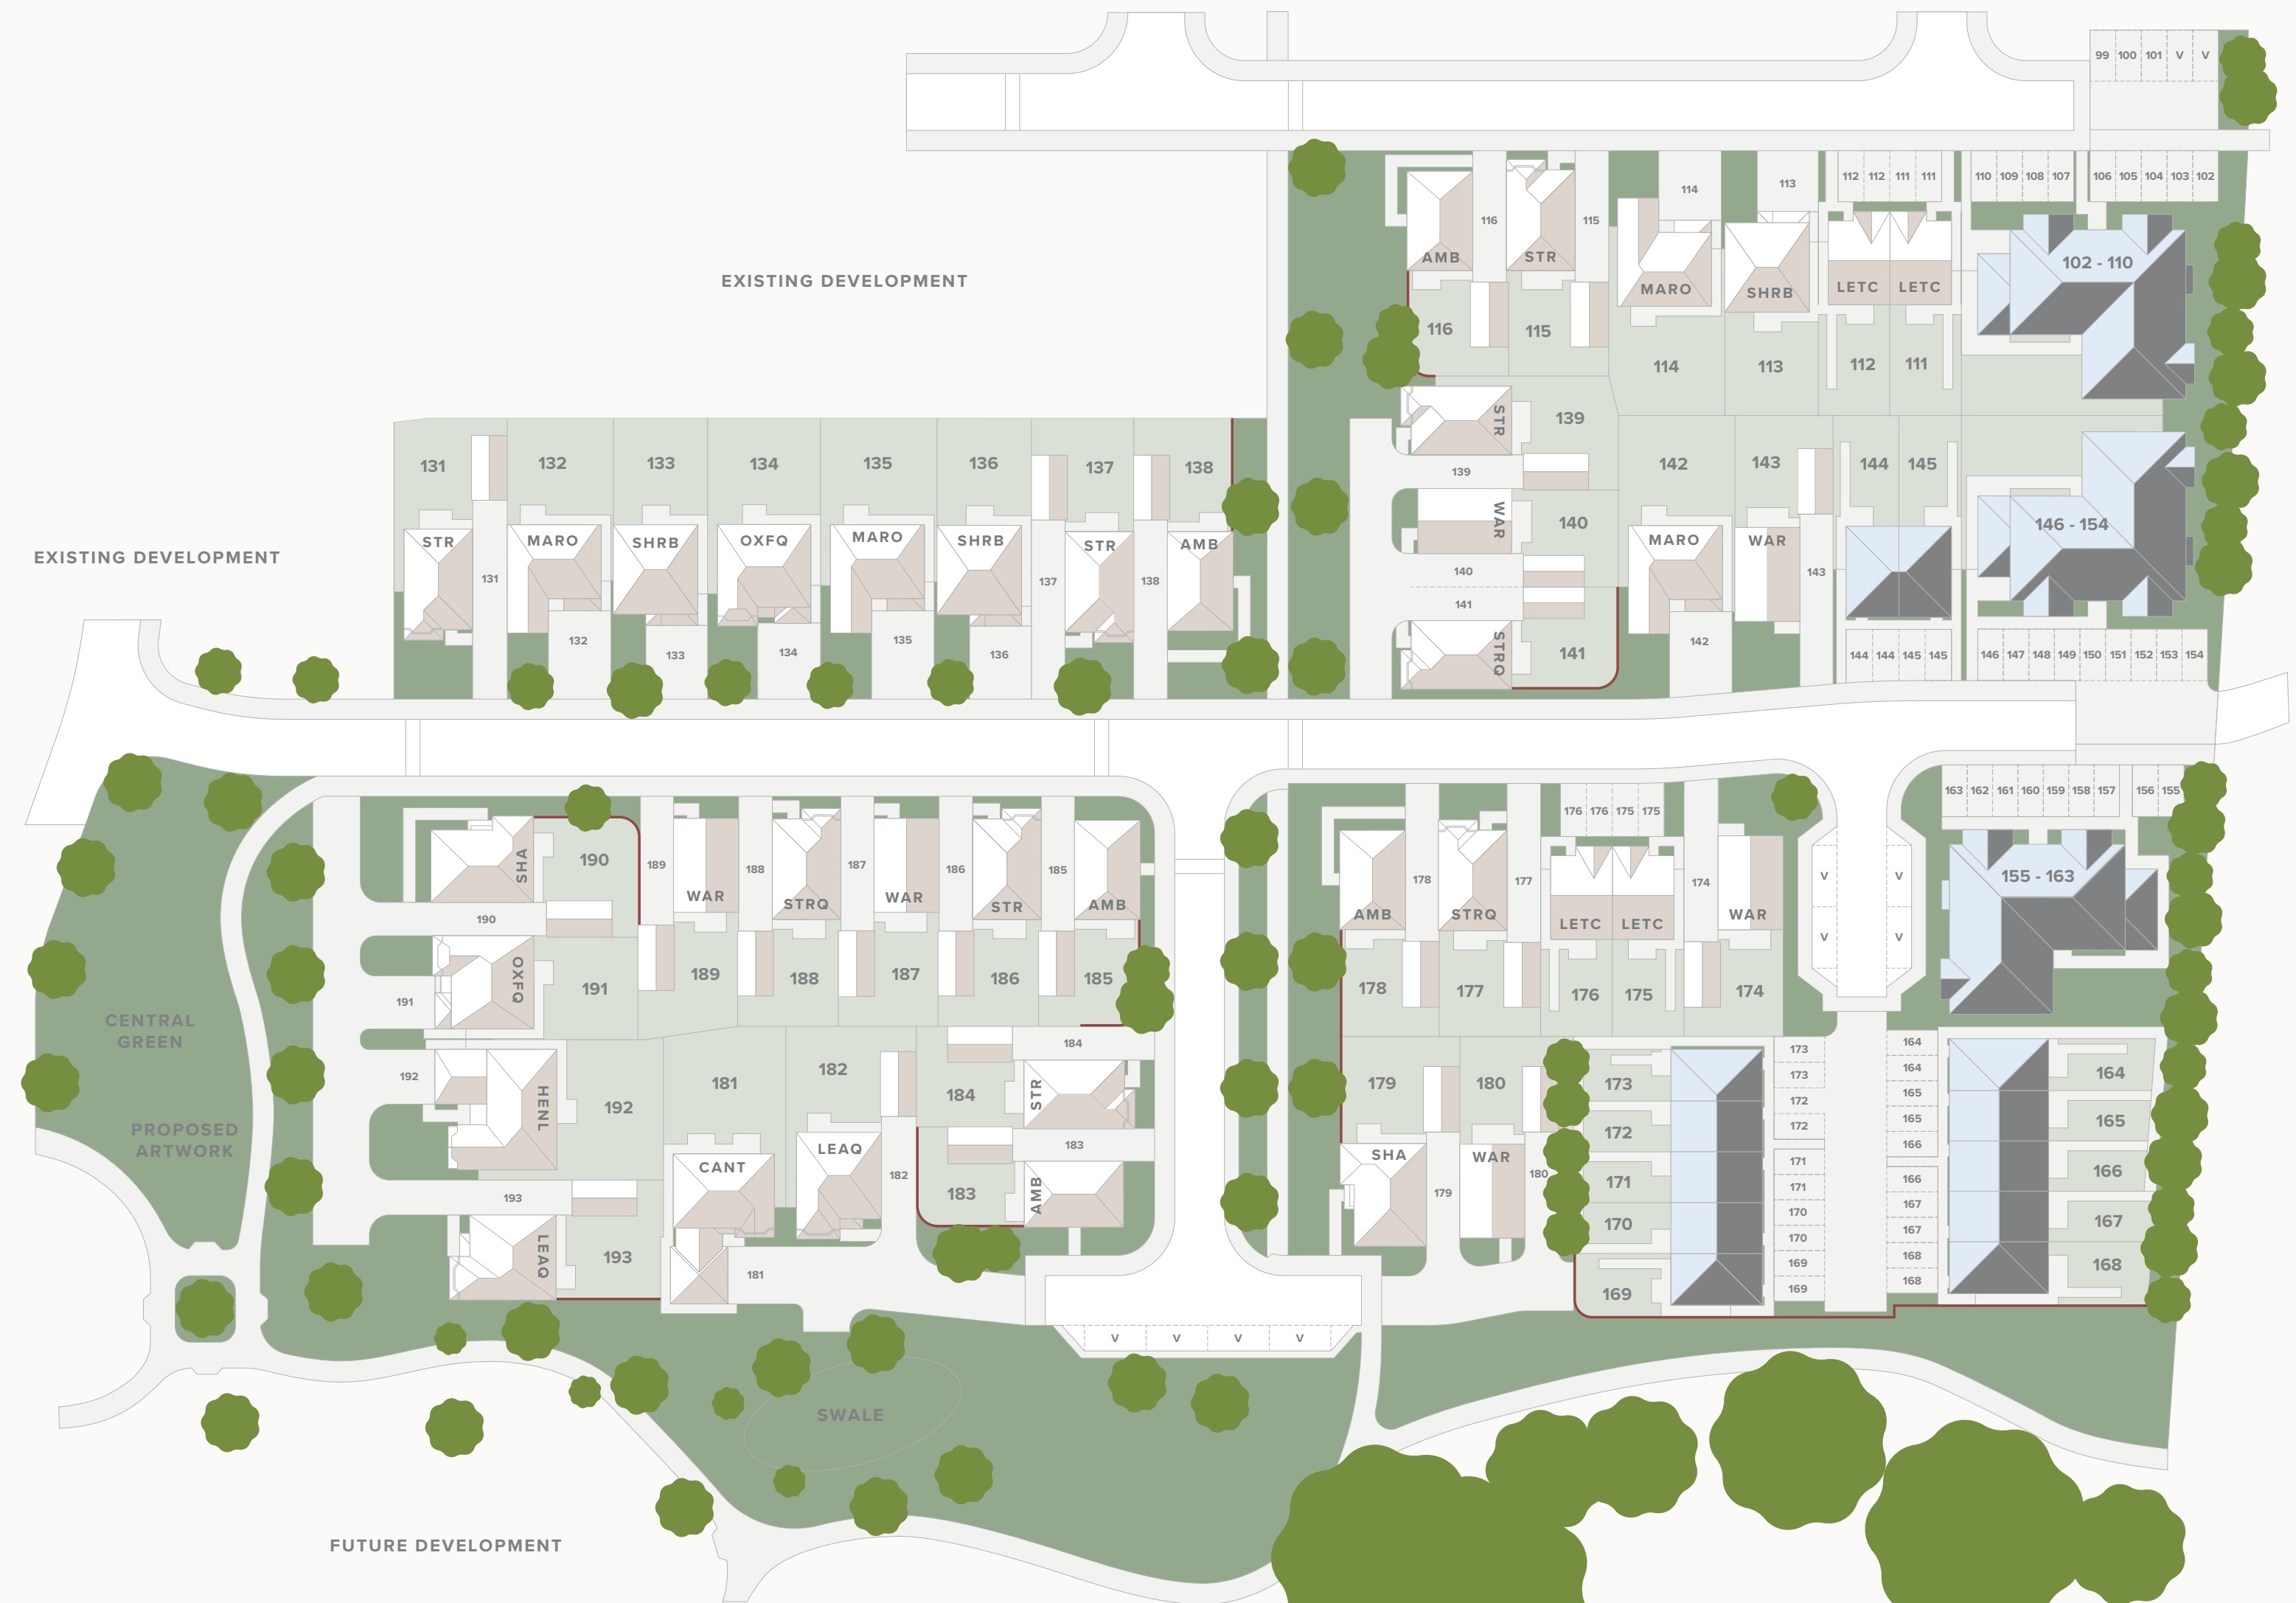 99 100 101 V V
114 113 112 112 111 111 110 109 108 107 106 105 104 103 102
116 115
AMB STR MARO SHRB LETC LETC 102 - 110
EXISTING DEVELOPMENT
116 115 114 113 112 111
STR 139
139
131 132 133 134 135 136 137 138
142 143 144 145
WAR 140
STR MARO SHRB OXFQ MARO SHRB STR AMB
MARO WAR 146 - 154
EXISTING DEVELOPMENT
131 137 138 140 143
141
132 133 134 135 136
STRQ 141 142
144 144 145 145 146 147 148 149 150 151 152 153 154
163 162 161 160 159 158 157 156 155
176 176 175 175
SHA 190
189 188 187 186 185
178 177 174
V V
155 - 163
WAR STRQ WAR STR AMB
AMB STRQ LETC LETC WAR
190
V V
OXFQ 191
189 188 187 186 185
178 177 176 175 174
191
CENTRAL
GREEN
184
173 164
192
HENL 192
181 182 184 STR
179 180 173
173 164
172 165
172 165
164
PROPOSED
ARTWORK
183
172
166
165
CANT LEAQ
SHA WAR
171 166
171 167
170 167
170 168
169 168
169
182
179 180
171 166
193
183 AMB
170 167
LEAQ 193
181
169 168
V V V V
SWALE
FUTURE DEVELOPMENT